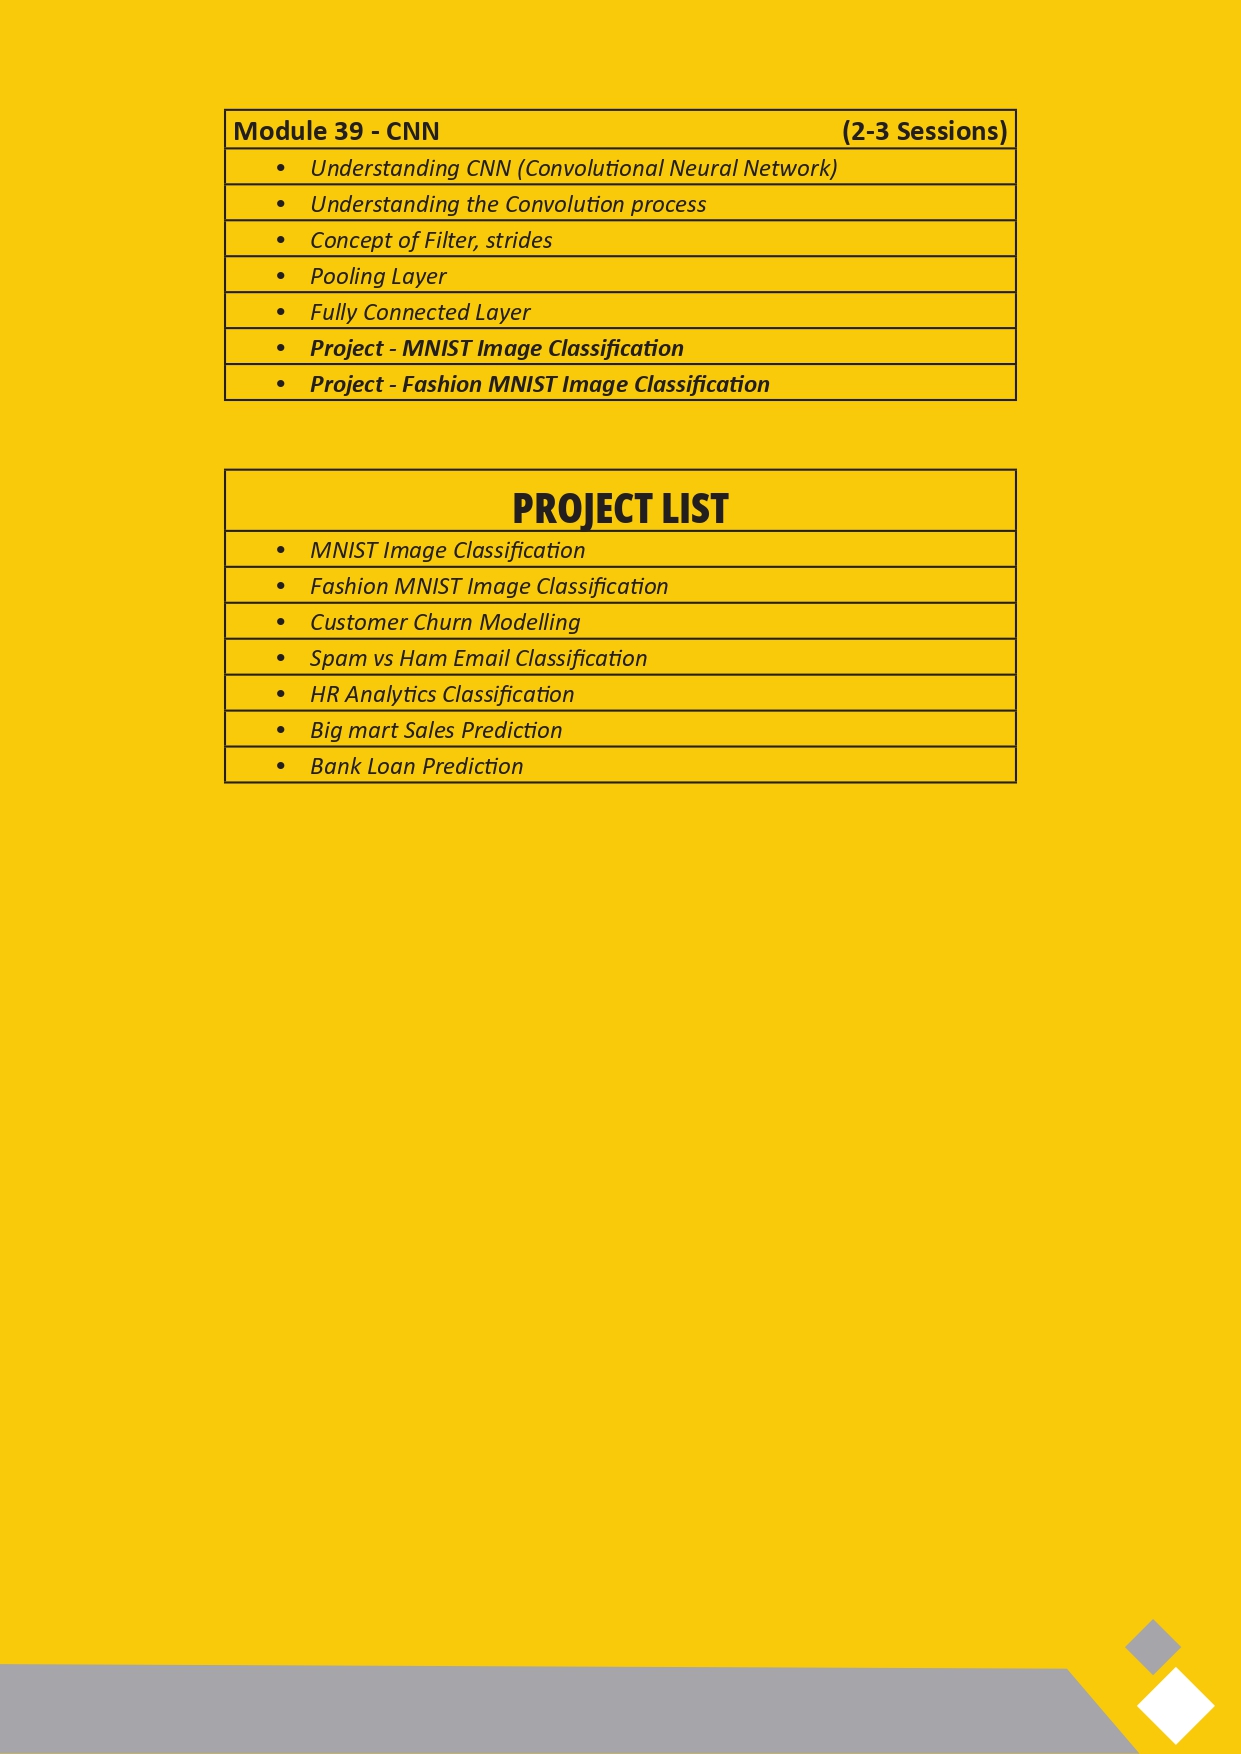 Module 39 - CNN (2-3 Sessions)
• Understanding CNN (Convolutional Neural Network)
• Understanding the Convolution process
• Concept of Filter, strides
• Pooling Layer
• Fully Connected Layer
• Project - MNIST Image Classification
• Project - Fashion MNIST Image Classification
PROJECT LIST
• MNIST Image Classification
• Fashion MNIST Image Classification
• Customer Churn Modelling
• Spam vs Ham Email Classification
• HR Analytics Classification
• Big mart Sales Prediction
• Bank Loan Prediction